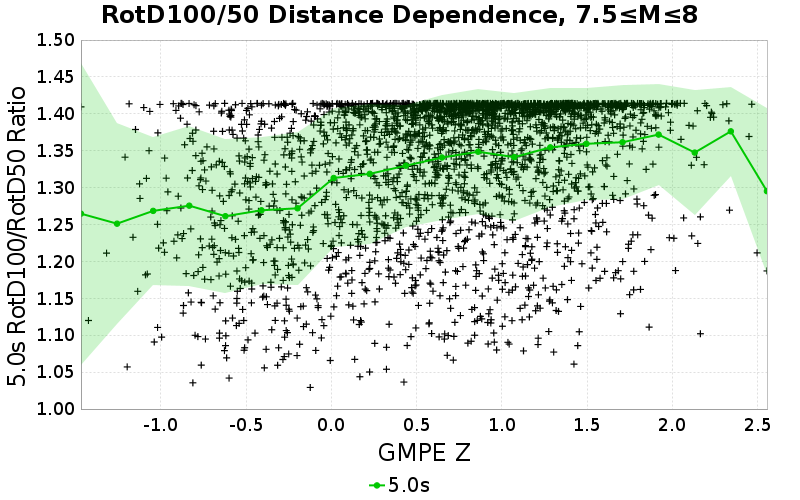 RotD100/50 Distance Dependence, 7.5≤M≤8
5.0s RotD100/RotD50 Ratio
1.50
1.45
1.40
1.35
1.30
1.25
1.20
1.15
1.10
1.05
1.00
-1.0 -0.5 0.0 0.5 1.0 1.5 2.0 2.5
GMPE Z
5.0s